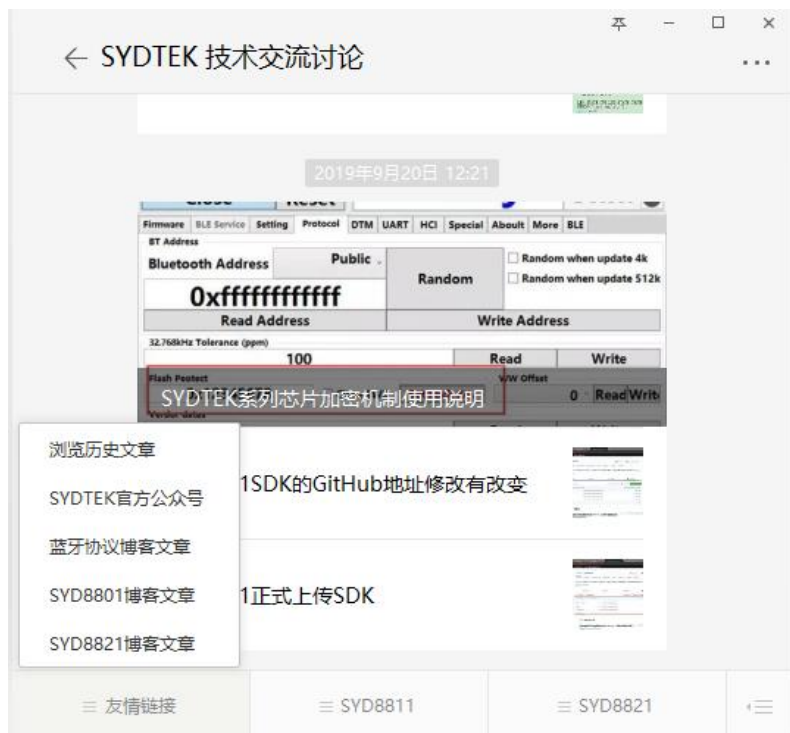 SYDTEK 技术交流讨论
2019年9月20日 12:21
Firmware BLE Service Setting Protocol DTM UART HCI Special Aboult More BLE
BT Address
Bluetooth Address Public Random Random when update 4k
Random when update 512k
0xffffffffffff
Read Address Write Address
32.768kHz Tolerance (ppm)
100 Read Write
Flash Protect V/W Offset
SYDTEK系列芯片加密机制使用说明
0 Read Write
浏览历史文章
SYDTEK官方公众号
1SDK的GitHub地址修改有改变
蓝牙协议博客文章
SYD8801博客文章
1正式上传SDK
SYD8821博客文章
友情链接 SYD8811 SYD8821